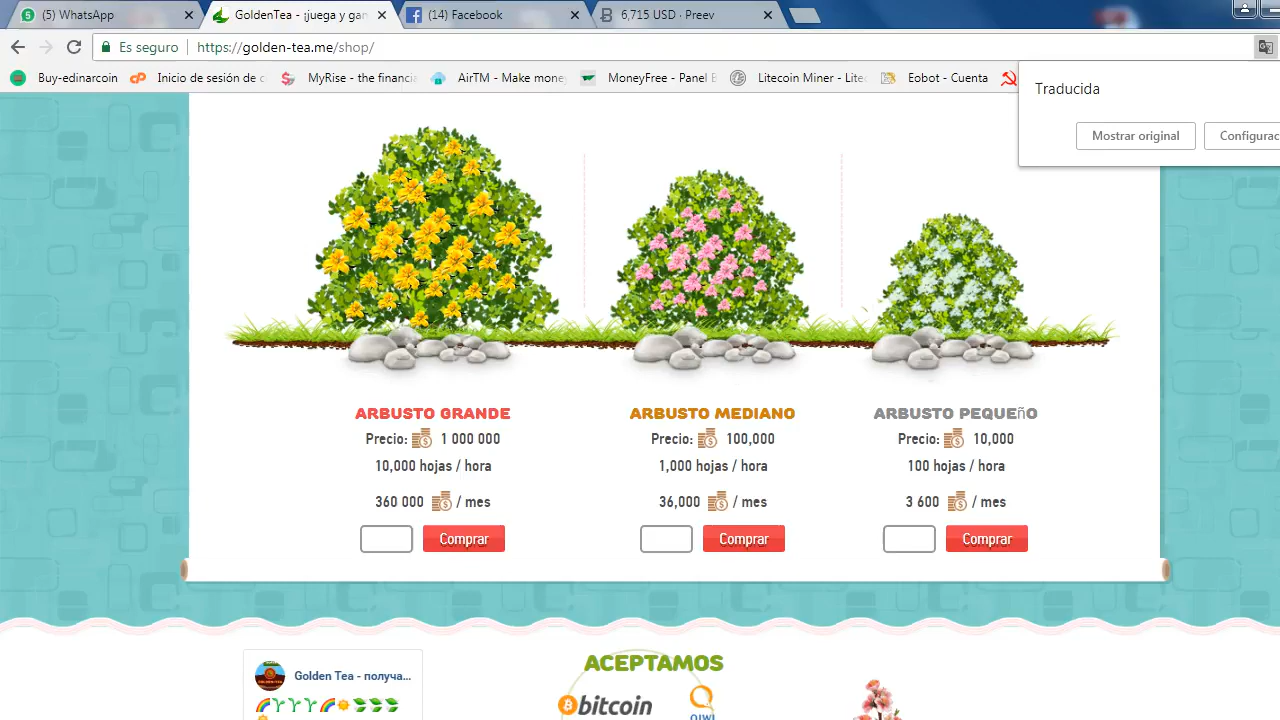 (5) WhatsApp
GoldenTea - ¡juega y gan
(14) Facebook
6,715 USD · Preev
Es seguro
https://golden-tea.me/shop/
Buy-edinarcoin
Inicio de sesión de c
MyRise - the financia
AirTM - Make money
MoneyFree - Panel E
Litecoin Miner - Lite
Eobot - Cuenta
Traducida
Mostrar original
Configurac
ARBUSTO GRANDE
Precio: 1 000 000
10,000 hojas / hora
360 000 / mes
Comprar
ARBUSTO MEDIANO
Precio: 100,000
1,000 hojas / hora
36,000 / mes
Comprar
ARBUSTO PEQUEñO
Precio: 10,000
100 hojas / hora
3 600 / mes
Comprar
Golden Tea - получа...
ACEPTAMOS
bitcoin
QIWI